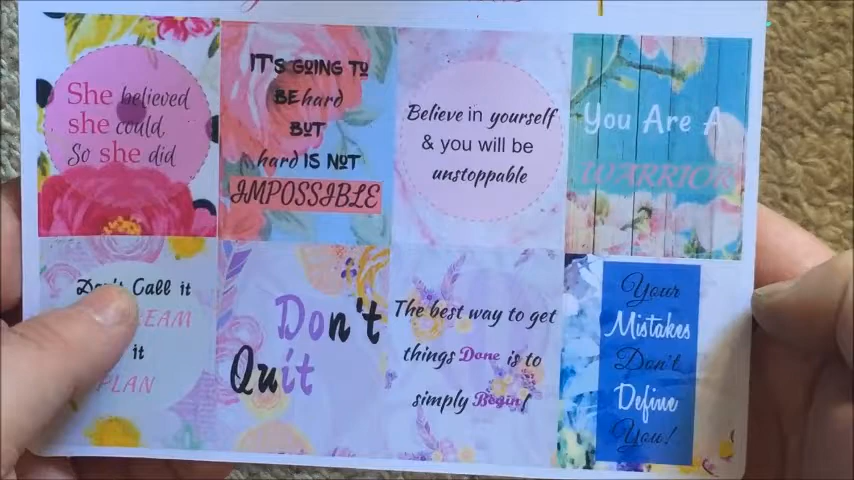 She believed
she could.
So she did
IT'S GOING TO
BE hard
BUT
hard IS NOT
IMPOSSIBLE
Believe in yourself
& you will be
unstoppable
You Are A
WARRIOR
Don't Call it
it
PLAN
Don't
Quit
The best way to get
things Done is to
simply Begin!
Your
Mistakes
Don't
Define
You!